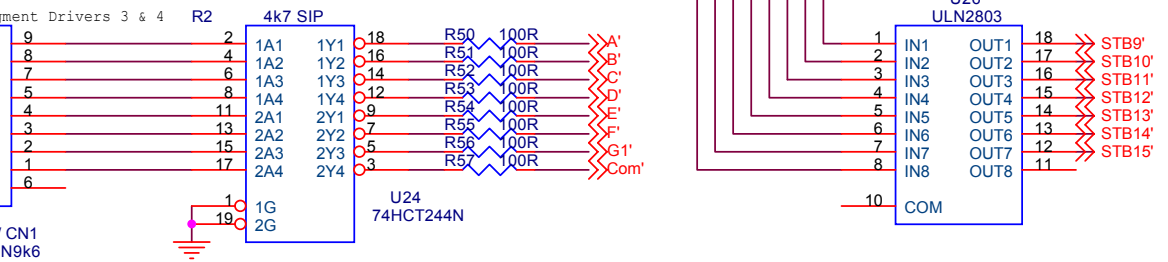 gment Drivers 3 & 4 R2 4k7 SIP
ULN2803
9 2 1A1 1Y1 18 R50 100R A'
8 4 1A2 1Y2 16 R51 100R B'
7 6 1A3 1Y3 14 R52 100R C'
5 8 1A4 1Y4 12 R53 100R D'
4 11 2A1 2Y1 9 R54 100R E'
3 13 2A2 2Y2 7 R55 100R F'
2 15 2A3 2Y3 5 R56 100R G1'
1 17 2A4 2Y4 3 R57 100R Com'
6
1 1G
19 2G
U24
74HCT244N
CN1
N9k6
1 IN1 OUT1 18 STB9'
2 IN2 OUT2 17 STB10'
3 IN3 OUT3 16 STB11'
4 IN4 OUT4 15 STB12'
5 IN5 OUT5 14 STB13'
6 IN6 OUT6 13 STB14'
7 IN7 OUT7 12 STB15'
8 IN8 OUT8 11
10 COM